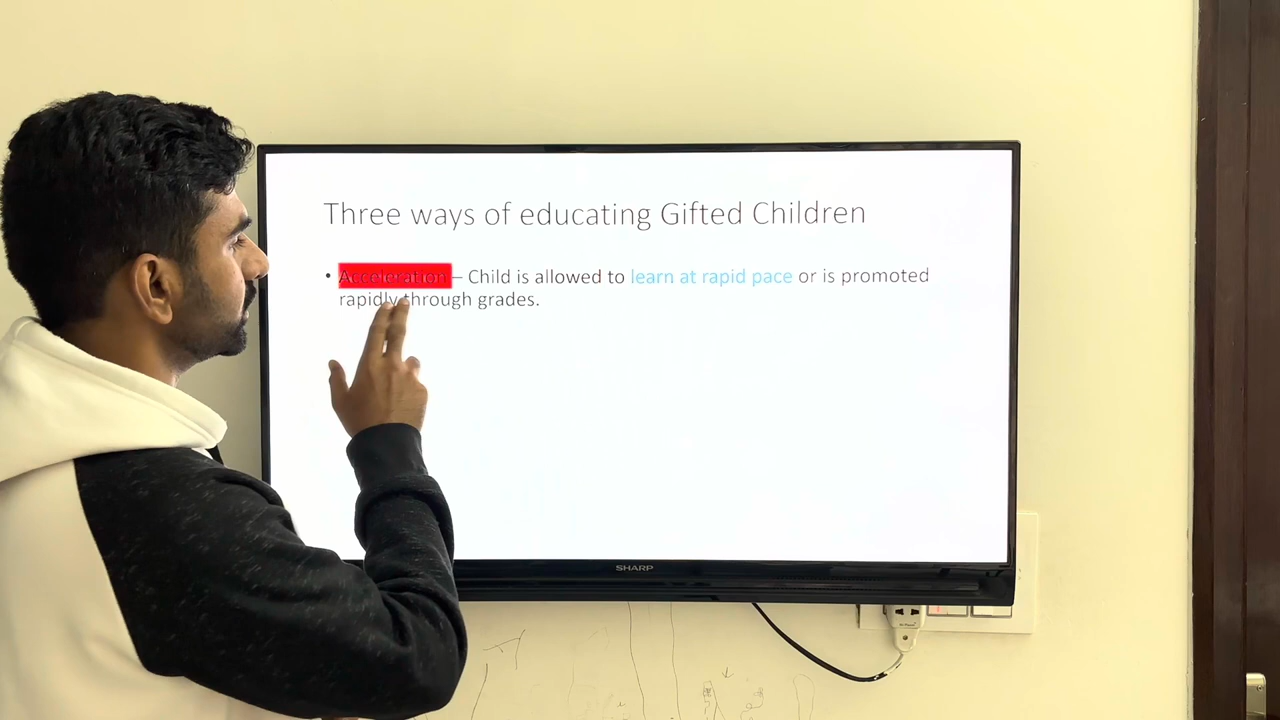 Three ways of educating Gifted Children
• Acceleration – Child is allowed to learn at rapid pace or is promoted
rapidly through grades.
SHARP